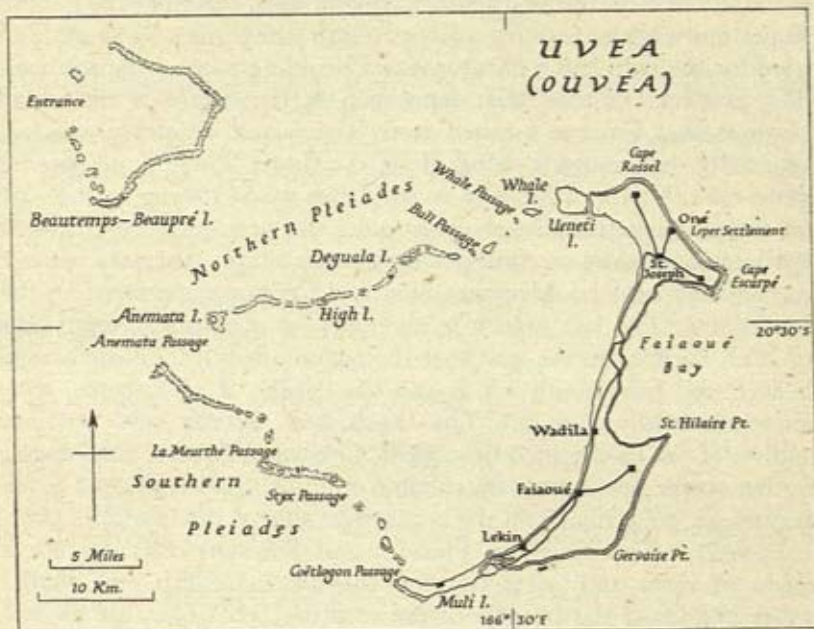 UVEA
(OUVÉA)
Entrance
Beautemps-Beaupré I.
Northern Pleiades
Whale Passage
Whale
I.
Buli Passage
Ueneti
I.
Cape
Rossel
Oné
Leper Settlement
St.
Joseph
Cape
Escarpé
Deguala I.
High I.
Anemata I.
Anemata Passage
20°30'S
Faiaoué
Bay
St. Hilaire Pt.
Wadila
La Meurthe Passage
Southern
Styx Passage
Pleiades
Faiaoué
Lekin
Gervaise Pt.
Coëtlogon Passage
Muli I.
5 Miles
10 Km.
166° 30'E